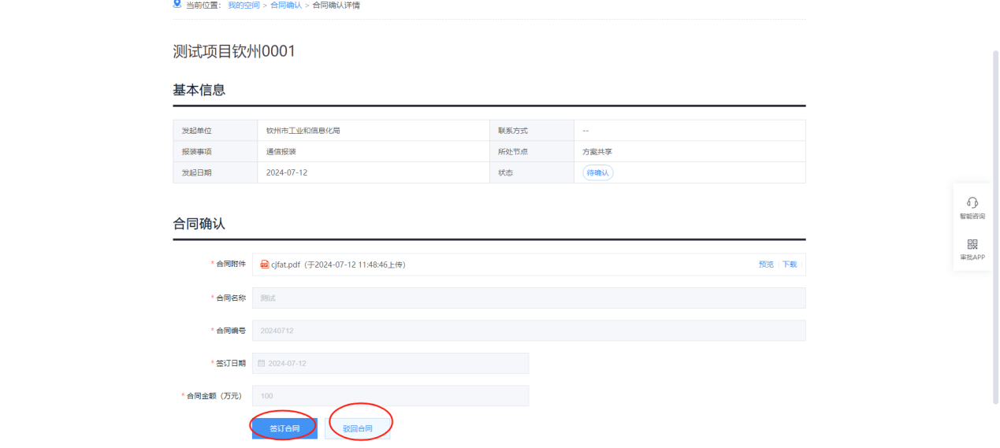 当前位置： 我的空间 > 合同确认 > 合同确认详情
测试项目钦州0001
基本信息
发起单位 钦州市工业和信息化局 联系方式 --
报装事项 通信报装 所处节点 方案共享
发起日期 2024-07-12 状态 待确认
智能咨询
审批APP
合同确认
* 合同附件 cjfat.pdf（于2024-07-12 11:48:46上传） 预览 下载
* 合同名称 测试
* 合同编号 20240712
* 签订日期 2024-07-12
* 合同金额（万元） 100
签订合同 驳回合同